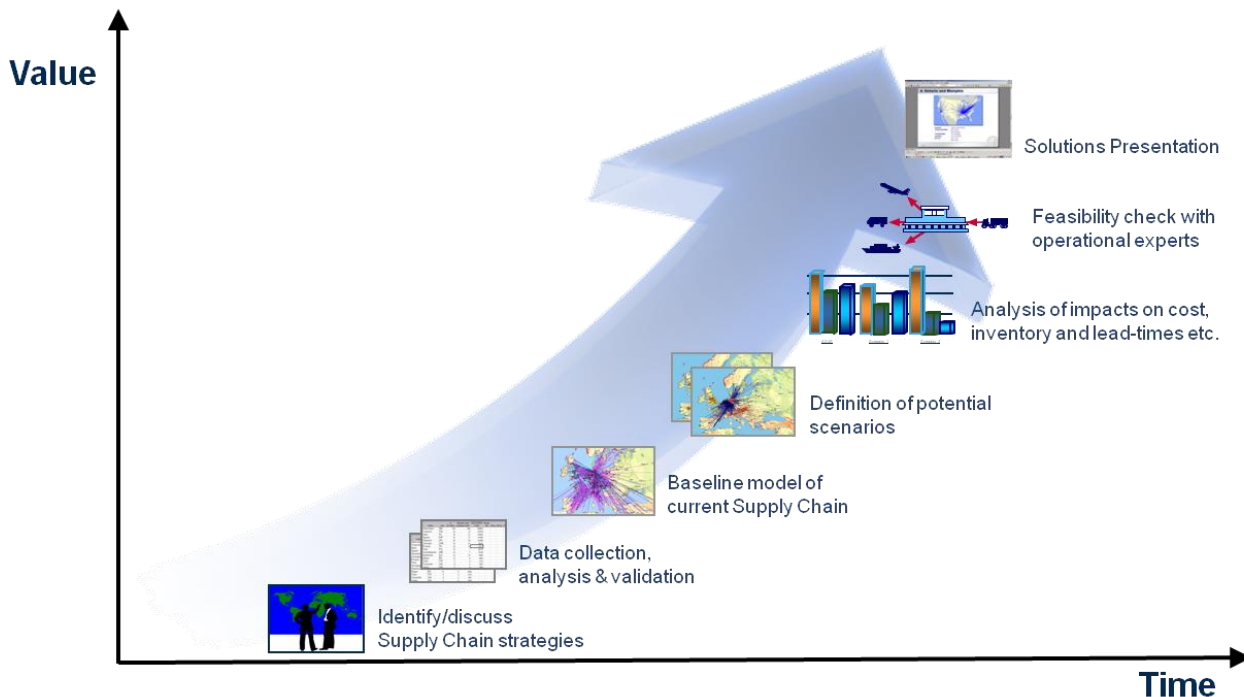 Value
Solutions Presentation
Feasibility check with
operational experts
Analysis of impacts on cost,
inventory and lead-times etc.
Definition of potential
scenarios
Baseline model of
current Supply Chain
Data collection,
analysis & validation
Identify/discuss
Supply Chain strategies
Time